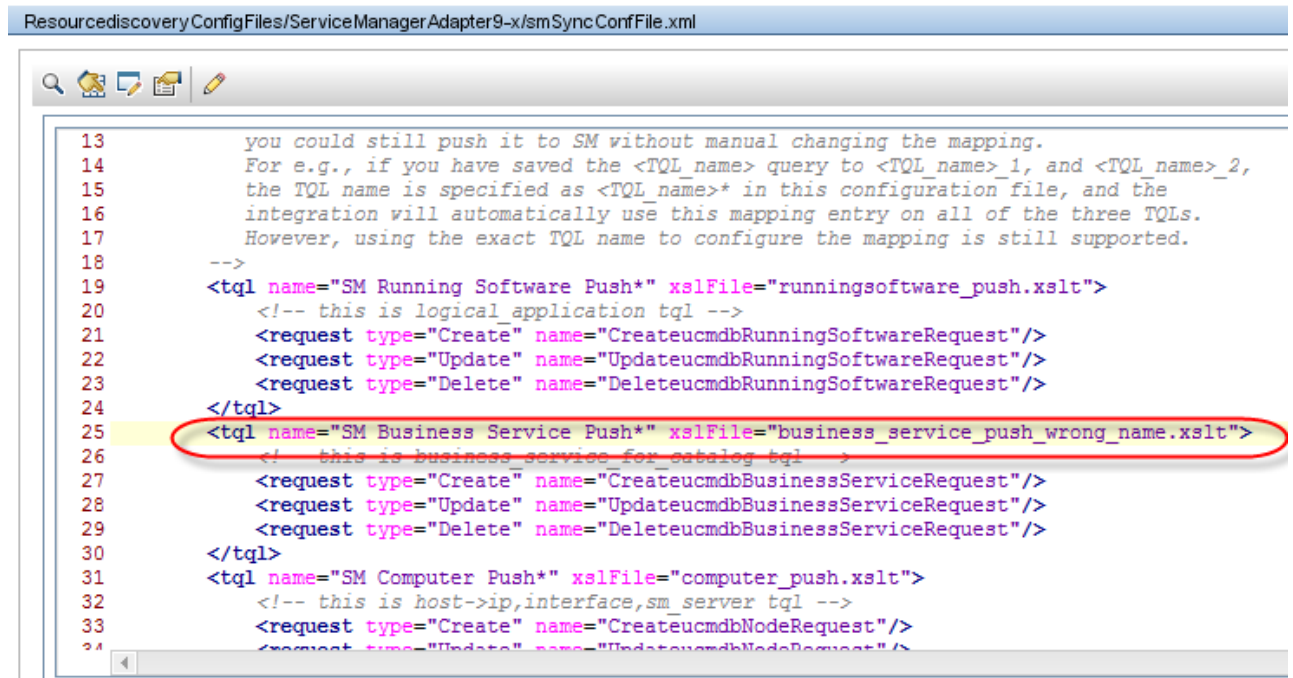 ResourcediscoveryConfigFiles/ServiceManagerAdapter9-x/smSyncConfFile.xml
13 you could still push it to SM without manual changing the mapping.
14 For e.g., if you have saved the <TQL_name> query to <TQL_name>_1, and <TQL_name>_2,
15 the TQL name is specified as <TQL_name>* in this configuration file, and the
16 integration will automatically use this mapping entry on all of the three TQLs.
17 However, using the exact TQL name to configure the mapping is still supported.
18 -->
19 <tql name="SM Running Software Push*" xslFile="runningsoftware_push.xslt">
20 <!-- this is logical_application tql -->
21 <request type="Create" name="CreateucmdbRunningSoftwareRequest"/>
22 <request type="Update" name="UpdateucmdbRunningSoftwareRequest"/>
23 <request type="Delete" name="DeleteucmdbRunningSoftwareRequest"/>
24 </tql>
25 <tql name="SM Business Service Push*" xslFile="business_service_push_wrong_name.xslt">
26 <!-- this is business_service_for_catalog tql -->
27 <request type="Create" name="CreateucmdbBusinessServiceRequest"/>
28 <request type="Update" name="UpdateucmdbBusinessServiceRequest"/>
29 <request type="Delete" name="DeleteucmdbBusinessServiceRequest"/>
30 </tql>
31 <tql name="SM Computer Push*" xslFile="computer_push.xslt">
32 <!-- this is host->ip,interface,sm_server tql -->
33 <request type="Create" name="CreateucmdbNodeRequest"/>
34 <request type="Update" name="UpdateucmdbNodeRequest"/>